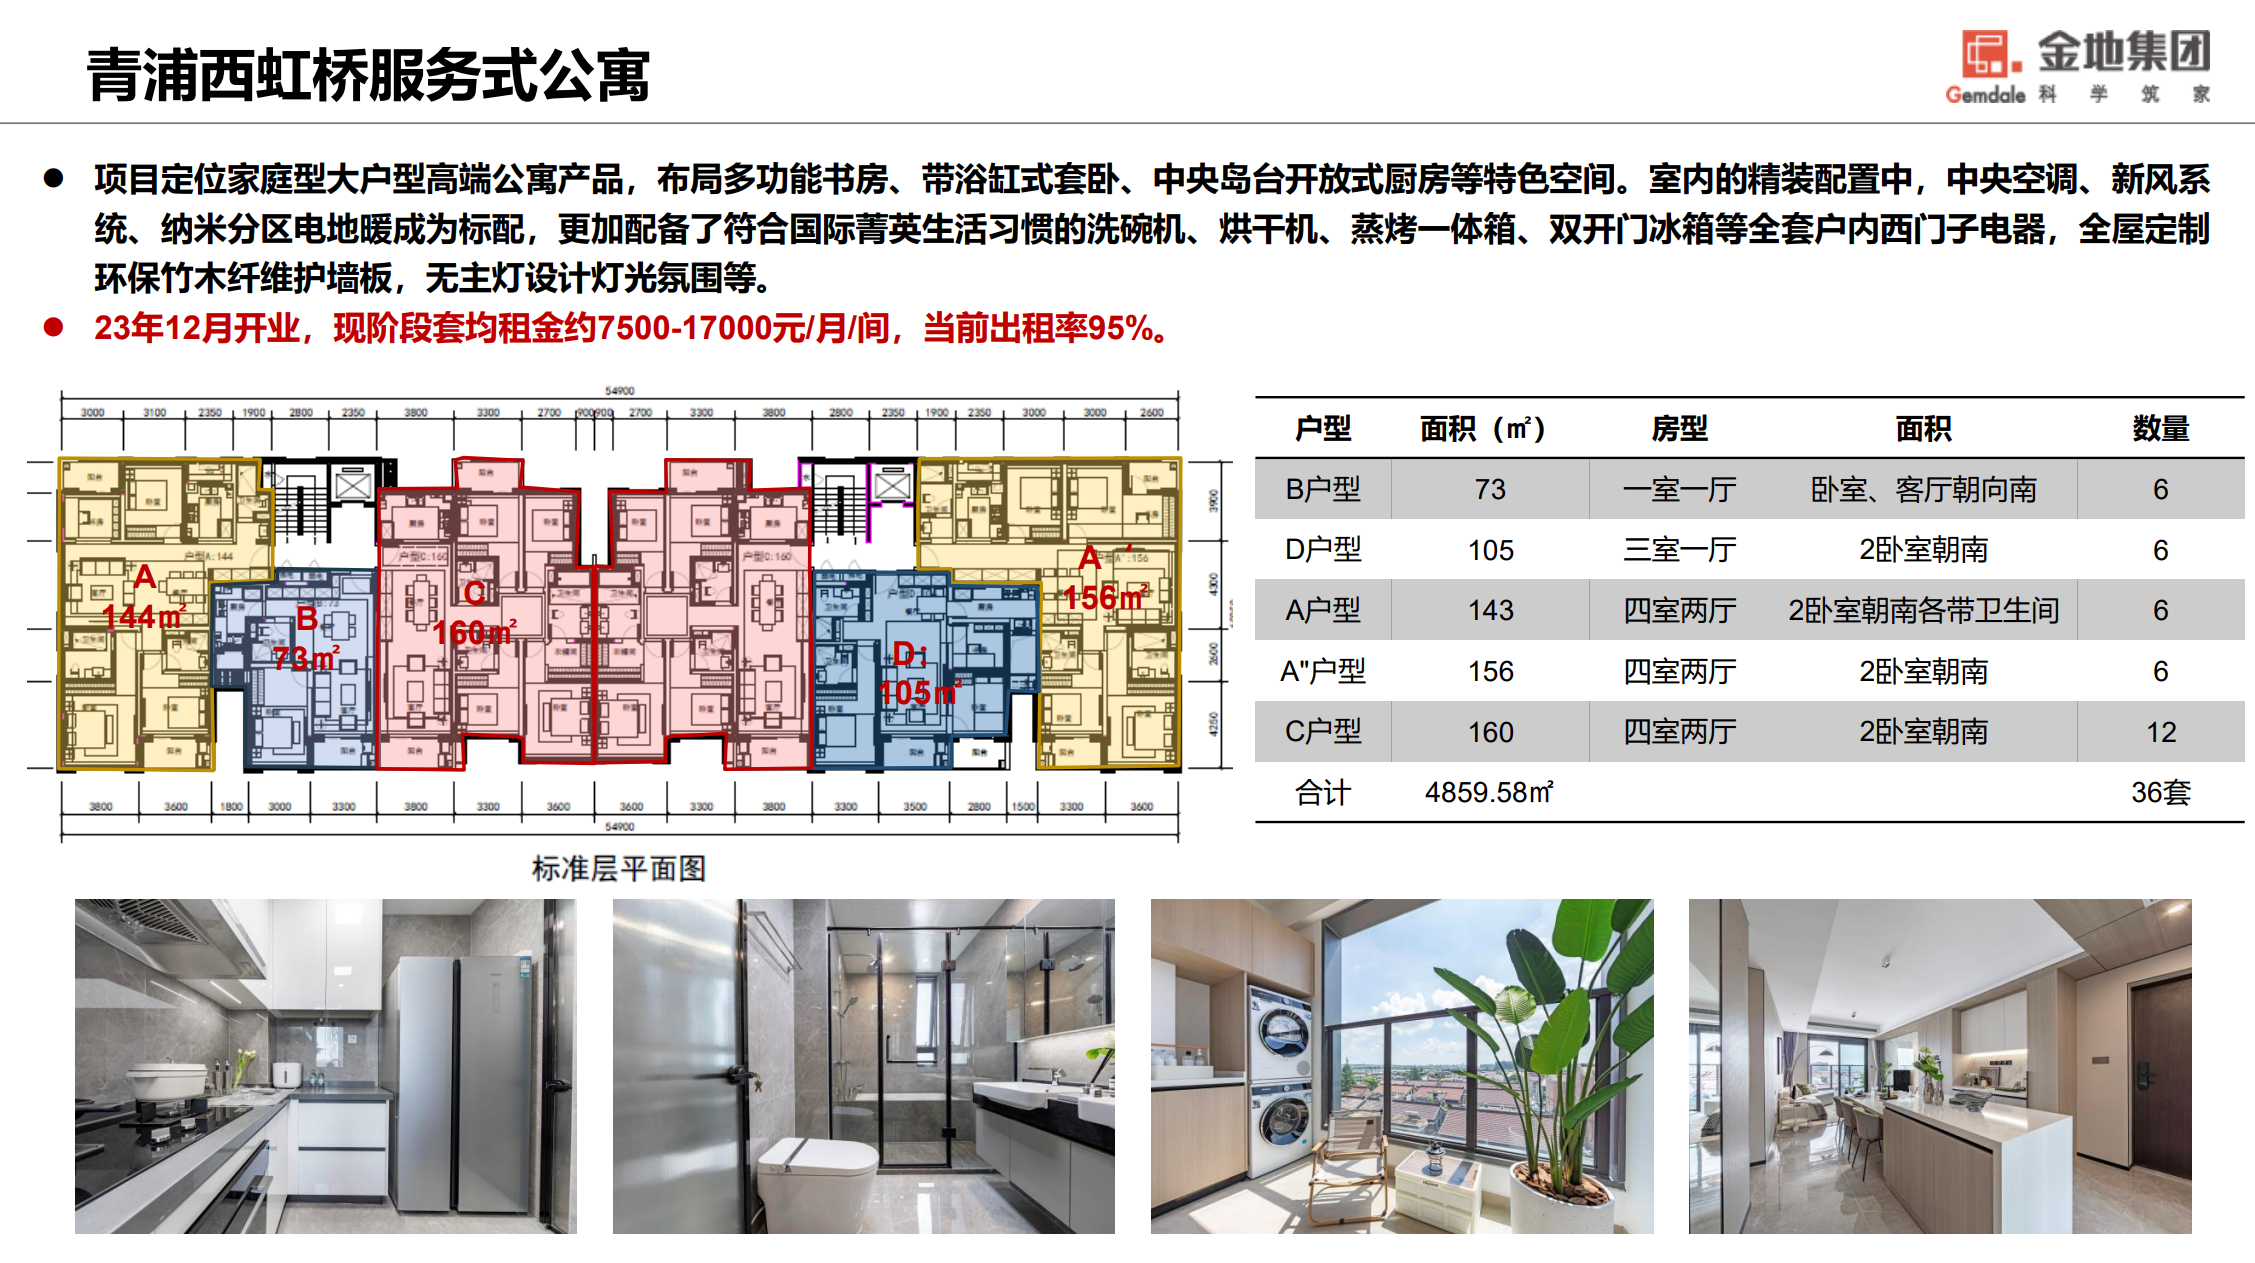 青浦西虹桥服务式公寓
金地集团
Gemdale 科学筑家
● 项目定位家庭型大户型高端公寓产品，布局多功能书房、带浴缸式套卧、中央岛台开放式厨房等特色空间。室内的精装配置中，中央空调、新风系
统、纳米分区电地暖成为标配，更加配备了符合国际菁英生活习惯的洗碗机、烘干机、蒸烤一体箱、双开门冰箱等全套户内西门子电器，全屋定制
环保竹木纤维护墙板，无主灯设计灯光氛围等。
● 23年12月开业，现阶段套均租金约7500-17000元/月/间，当前出租率95%。
54900
3000 3100 2350 1900 2800 2350 3800 3300 2700 900 900 2700 3300 3800 2800 2350 1900 2350 3000 3000 2600
户型A:144
户型C:160
户型C:160
A 144㎡
B 73㎡
C 160㎡
D: 105㎡
A′ 156㎡
3900
4300
2600
4250
3800 3600 1800 3000 3300 3800 3300 3600 3600 3300 3800 3300 3500 2800 1500 3300 3600
54900
标准层平面图
户型 面积（㎡） 房型 面积 数量
B户型 73 一室一厅 卧室、客厅朝向南 6
D户型 105 三室一厅 2卧室朝南 6
A户型 143 四室两厅 2卧室朝南各带卫生间 6
A"户型 156 四室两厅 2卧室朝南 6
C户型 160 四室两厅 2卧室朝南 12
合计 4859.58㎡ 36套